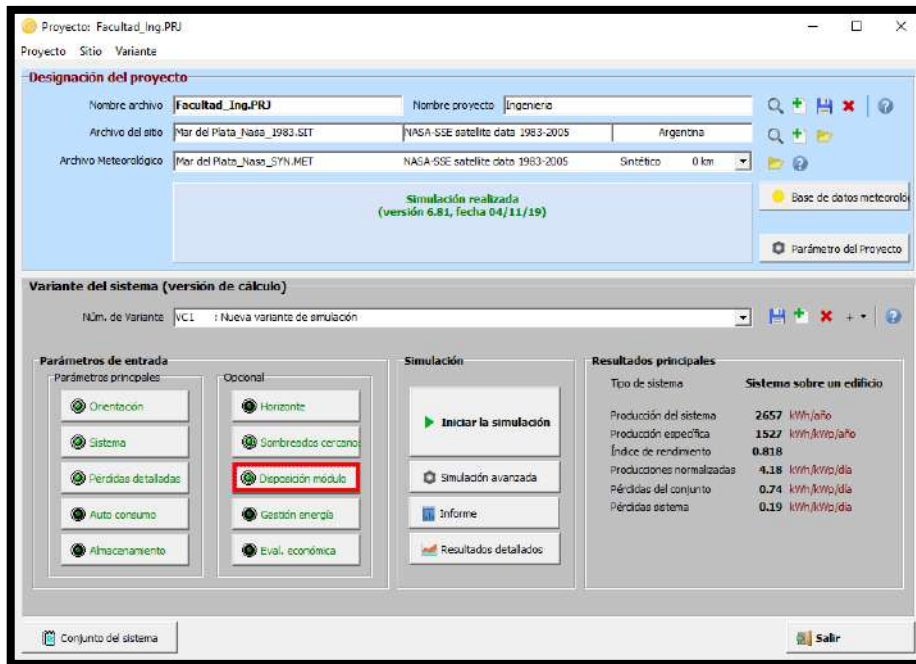 Proyecto: Facultad_Ing.PRJ
Proyecto Sitio Variante
Designación del proyecto
Nombre archivo Facultad_Ing.PRJ Nombre proyecto Ingenieria
Archivo del sitio Mar del Plata_Nasa_1983.SIT NASA-SSE satellite data 1983-2005 Argentina
Archivo Meteorológico Mar del Plata_Nasa_SYN.MET NASA-SSE satellite data 1983-2005 Sintético 0 km
Simulación realizada
(versión 6.81, fecha 04/11/19)
Base de datos meteoroló
Parámetro del Proyecto
Variante del sistema (versión de cálculo)
Núm. de Variante VC1 : Nueva variante de simulación
Parámetros de entrada
Parámetros principales
Orientación
Sistema
Pérdidas detalladas
Auto consumo
Almacenamiento
Opcional
Horizonte
Sombreados cercanos
Disposición módulo
Gestión energía
Eval. económica
Simulación
Iniciar la simulación
Simulación avanzada
Informe
Resultados detallados
Resultados principales
Tipo de sistema Sistema sobre un edificio
Producción del sistema 2657 kWh/año
Producción específica 1527 kWh/kWp/año
Índice de rendimiento 0.818
Producciones normalizadas 4.18 kWh/kWp/día
Pérdidas del conjunto 0.74 kWh/kWp/día
Pérdidas sistema 0.19 kWh/kWp/día
Conjunto del sistema
Salir